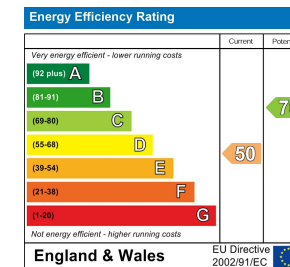 Energy Efficiency Rating
Current
Very energy efficient - lower running costs
(92 plus) A
(81-91) B
(69-80) C
(55-68) D
(39-54) E
(21-38) F
(1-20) G
50
Not energy efficient - higher running costs
England & Wales
EU Directive
2002/91/EC